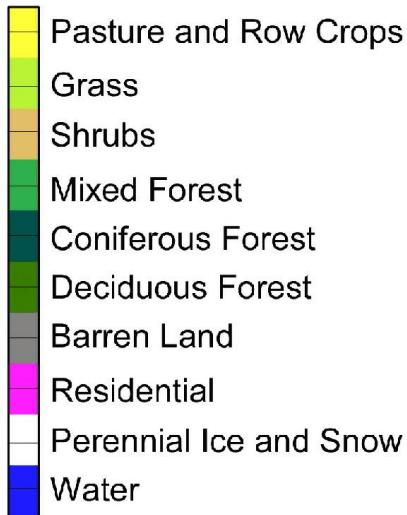 Pasture and Row Crops
Grass
Shrubs
Mixed Forest
Coniferous Forest
Deciduous Forest
Barren Land
Residential
Perennial Ice and Snow
Water